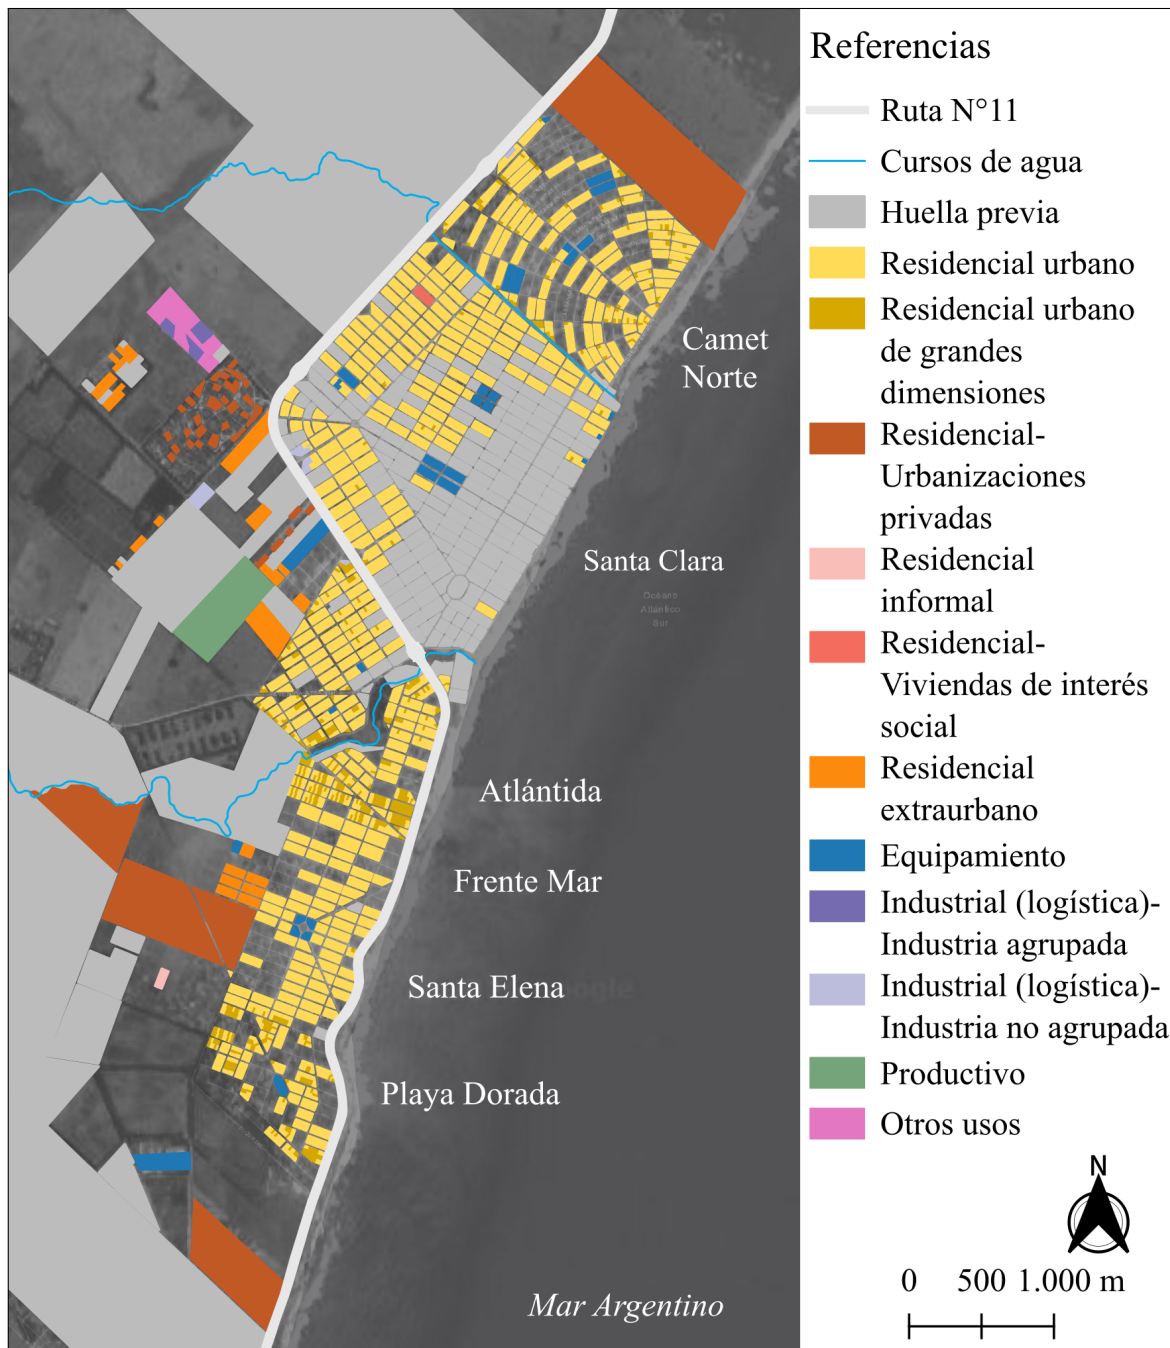 Referencias
Ruta N°11
Cursos de agua
Huella previa
Residencial urbano
Residencial urbano
de grandes
dimensiones
Residencial-
Urbanizaciones
privadas
Residencial
informal
Residencial-
Viviendas de interés
social
Residencial
extraurbano
Equipamiento
Industrial (logística)-
Industria agrupada
Industrial (logística)-
Industria no agrupada
Productivo
Otros usos
N
0 500 1.000 m
Camet
Norte
Santa Clara
Océano
Atlántico
Sur
Atlántida
Frente Mar
Santa Elena
Playa Dorada
Mar Argentino